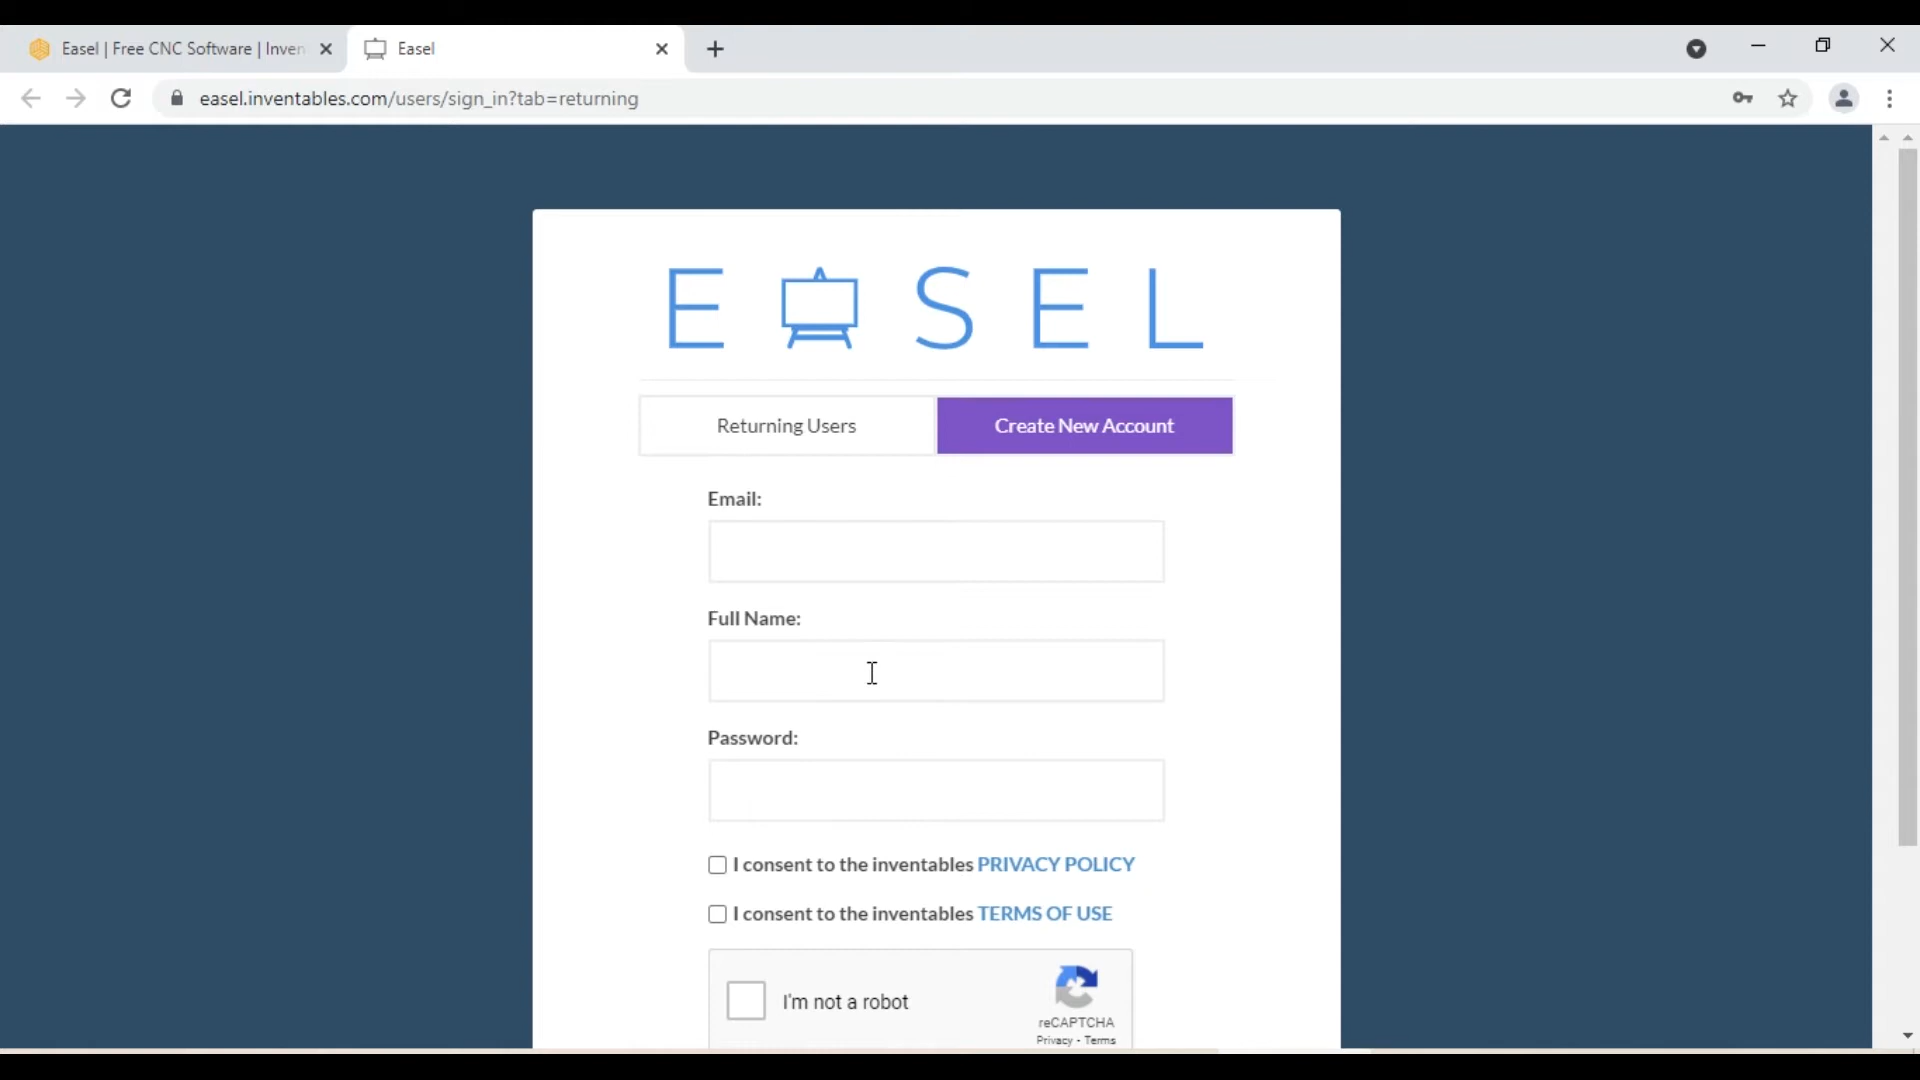 Easel | Free CNC Software | Inven
Easel
easel.inventables.com/users/sign_in?tab=returning
E SEL
Returning Users
Create New Account
Email:
Full Name:
Password:
I consent to the inventables PRIVACY POLICY
I consent to the inventables TERMS OF USE
I'm not a robot
reCAPTCHA
Privacy - Terms